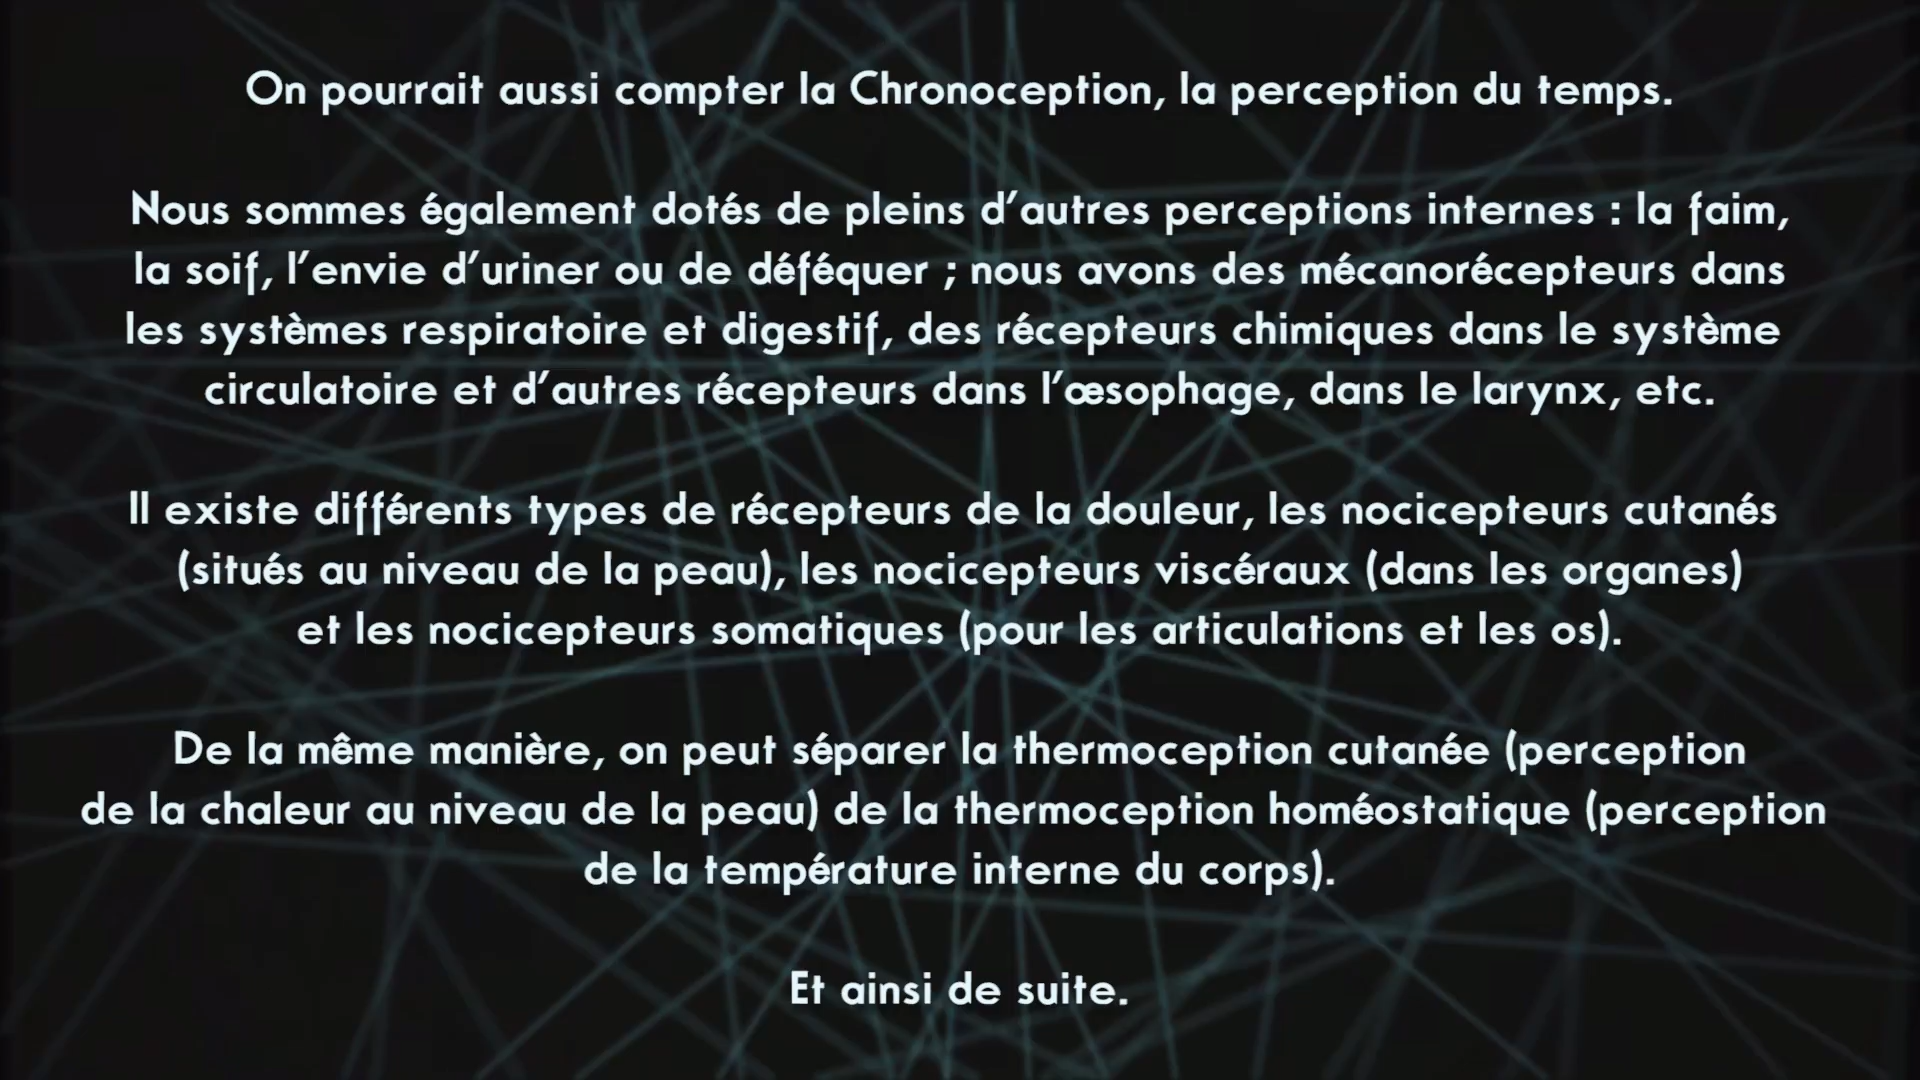 On pourrait aussi compter la Chronoception, la perception du temps.
Nous sommes également dotés de pleins d’autres perceptions internes : la faim,
la soif, l’envie d’uriner ou de déféquer ; nous avons des mécanorécepteurs dans
les systèmes respiratoire et digestif, des récepteurs chimiques dans le système
circulatoire et d’autres récepteurs dans l’œsophage, dans le larynx, etc.
Il existe différents types de récepteurs de la douleur, les nocicepteurs cutanés
(situés au niveau de la peau), les nocicepteurs viscéraux (dans les organes)
et les nocicepteurs somatiques (pour les articulations et les os).
De la même manière, on peut séparer la thermoception cutanée (perception
de la chaleur au niveau de la peau) de la thermoception homéostatique (perception
de la température interne du corps).
Et ainsi de suite.